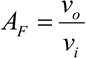 A_F = v_o / v_i